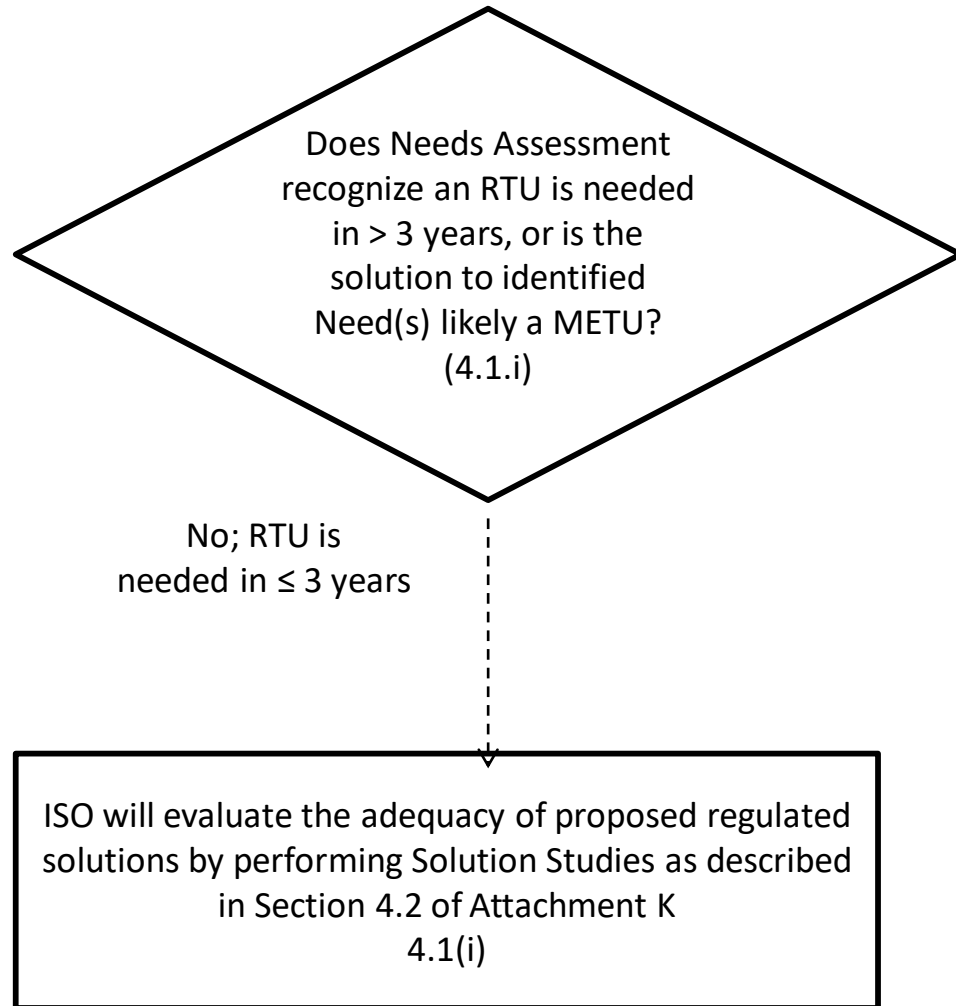 Does Needs Assessment
recognize an RTU is needed
in > 3 years, or is the
solution to identified
Need(s) likely a METU?
(4.1.i)
No; RTU is
needed in ≤ 3 years
ISO will evaluate the adequacy of proposed regulated
solutions by performing Solution Studies as described
in Section 4.2 of Attachment K
4.1(i)